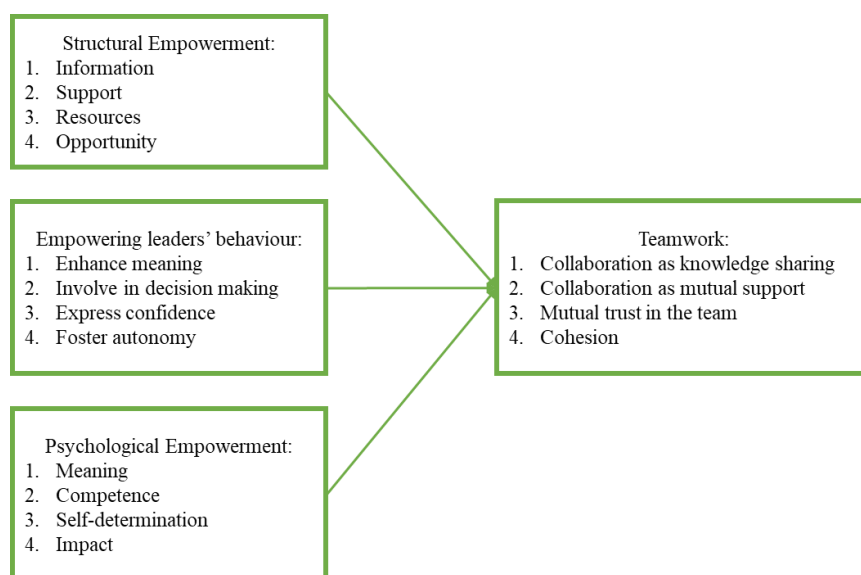 Structural Empowerment:
1. Information
2. Support
3. Resources
4. Opportunity
Empowering leaders’ behaviour:
1. Enhance meaning
2. Involve in decision making
3. Express confidence
4. Foster autonomy
Teamwork:
1. Collaboration as knowledge sharing
2. Collaboration as mutual support
3. Mutual trust in the team
4. Cohesion
Psychological Empowerment:
1. Meaning
2. Competence
3. Self-determination
4. Impact